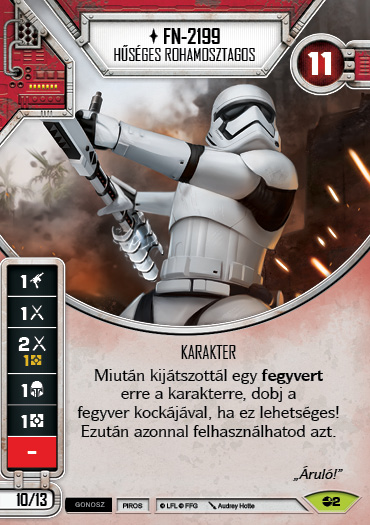 FN-2199
HŰSÉGES ROHAMOSZTAGOS
11
1
1
2
1
1
1
-
KARAKTER
Miután kijátszottál egy fegyvert
erre a karakterre, dobj a
fegyver kockájával, ha ez lehetséges!
Ezután azonnal felhasználhatod azt.
„Áruló!”
10/13
GONOSZ
PIROS
© LFL © FFG
Audrey Hotte
2